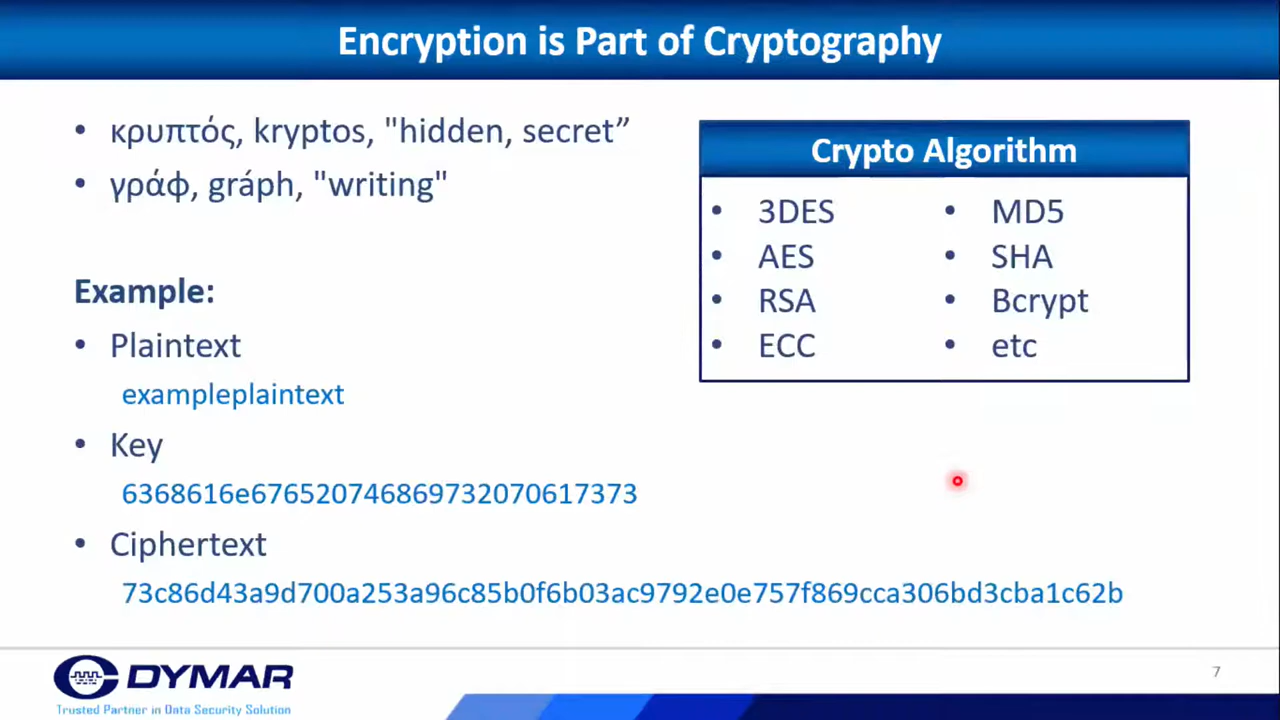 Encryption is Part of Cryptography
• κρυπτός, kryptos, "hidden, secret”
• γράφ, gráph, "writing"
Example:
• Plaintext
exampleplaintext
• Key
6368616e676520746869732070617373
• Ciphertext
73c86d43a9d700a253a96c85b0f6b03ac9792e0e757f869cca306bd3cba1c62b
Crypto Algorithm
• 3DES
• AES
• RSA
• ECC
• MD5
• SHA
• Bcrypt
• etc
DYMAR
Trusted Partner in Data Security Solution
7